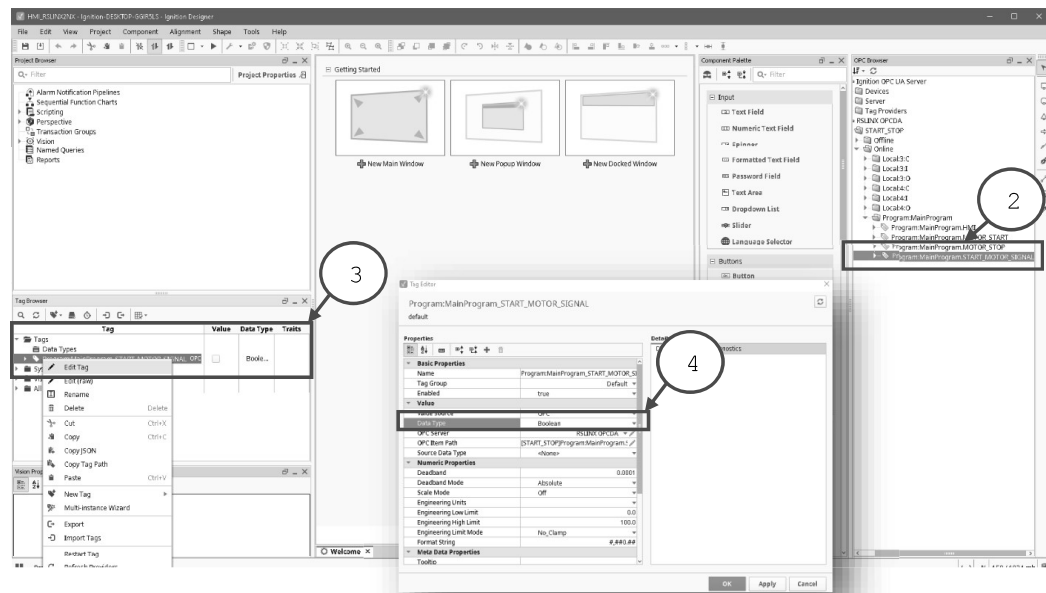 HMI_RSLINX2NX - Ignition-DESKTOP-GGIR5LS - Ignition Designer
File Edit View Project Component Alignment Shape Tools Help
Project Browser
Filter
Project Properties
Alarm Notification Pipelines
Sequential Function Charts
Scripting
Perspective
Transaction Groups
Vision
Named Queries
Reports
Getting Started
New Main Window
New Popup Window
New Docked Window
Component Palette
Filter
Input
Text Field
Numeric Text Field
Spinner
Formatted Text Field
Password Field
Text Area
Dropdown List
Slider
Language Selector
Buttons
Button
OPC Browser
Ignition OPC UA Server
Devices
Server
Tag Providers
RSLINX OPCDA
START_STOP
Offline
Online
Local:3:C
Local:3:I
Local:3:O
Local:4:C
Local:4:I
Local:4:O
Program:MainProgram
Program:MainProgram.HMI
Program:MainProgram.MOTOR_START
Program:MainProgram.MOTOR_STOP
Program:MainProgram.START_MOTOR_SIGNAL
2
3
4
Tag Browser
Tag Value Data Type Traits
Tags
Data Types
Program:MainProgram_START_MOTOR_SIGNAL OPC Boole...
Edit Tag
Edit (raw)
Rename
Delete Delete
Cut Ctrl+X
Copy Ctrl+C
Copy JSON
Copy Tag Path
Paste Ctrl+V
New Tag
Multi-instance Wizard
Export
Import Tags
Restart Tag
Refresh Providers
Vision Prop
Welcome
Tag Editor
Program:MainProgram_START_MOTOR_SIGNAL
default
Properties
Basic Properties
Name Program:MainProgram_START_MOTOR_SI
Tag Group Default
Enabled true
Value
Value Source OPC
Data Type Boolean
OPC Server RSLINX OPCDA
OPC Item Path [START_STOP]Program:MainProgram.S
Source Data Type <None>
Numeric Properties
Deadband 0.0001
Deadband Mode Absolute
Scale Mode Off
Engineering Units
Engineering Low Limit 0.0
Engineering High Limit 100.0
Engineering Limit Mode No_Clamp
Format String #,##0.##
Meta Data Properties
Tooltip
OK Apply Cancel